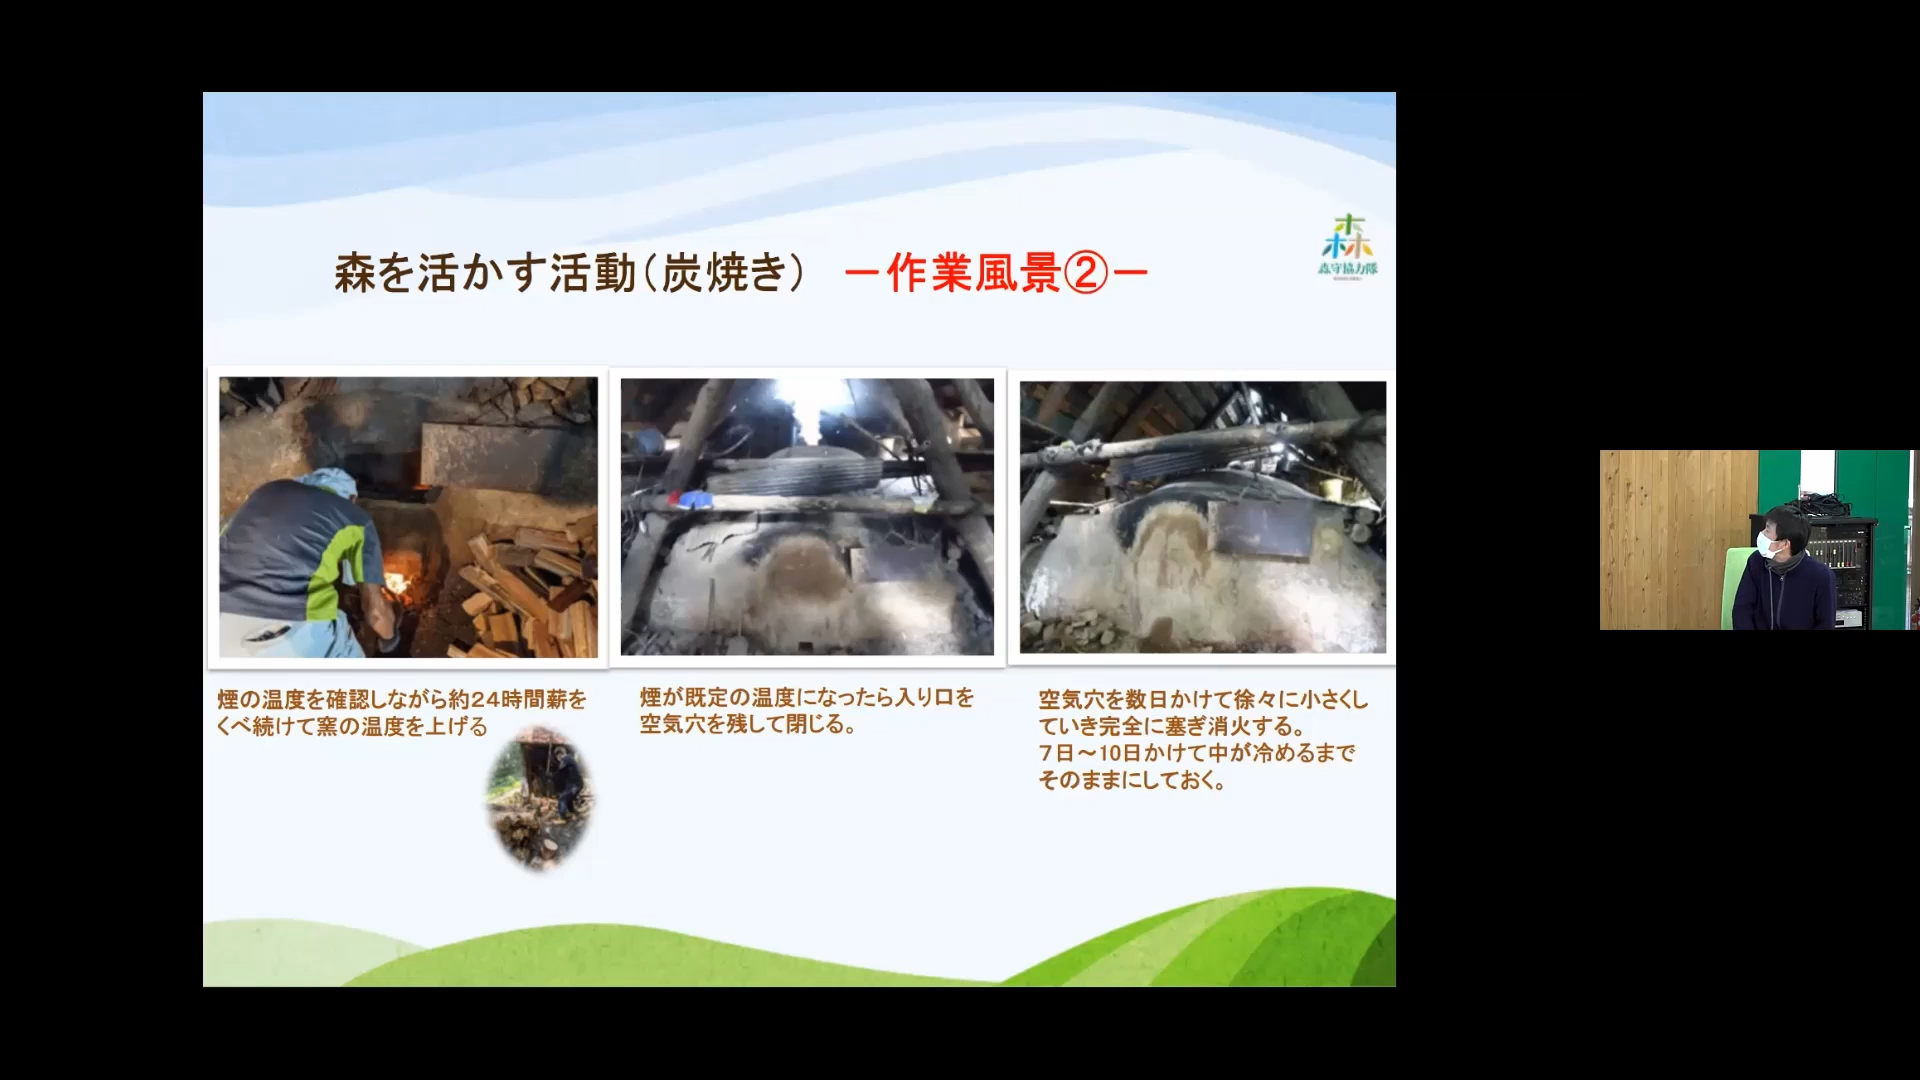 森を活かす活動（炭焼き）　－作業風景②－
森
森守協力隊
煙の温度を確認しながら約２４時間薪を
くべ続けて窯の温度を上げる
煙が既定の温度になったら入り口を
空気穴を残して閉じる。
空気穴を数日かけて徐々に小さくし
ていき完全に塞ぎ消火する。
７日～10日かけて中が冷めるまで
そのままにしておく。